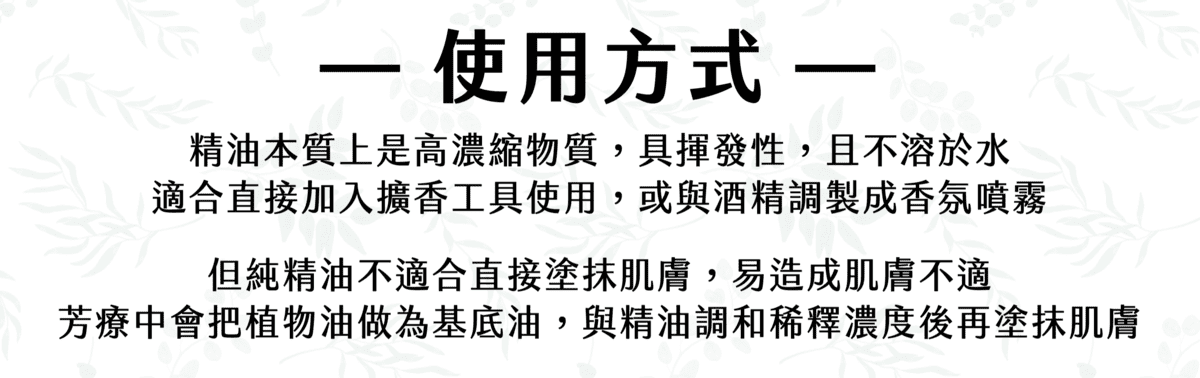 — 使用方式 —
精油本質上是高濃縮物質，具揮發性，且不溶於水
適合直接加入擴香工具使用，或與酒精調製成香氛噴霧
但純精油不適合直接塗抹肌膚，易造成肌膚不適
芳療中會把植物油做為基底油，與精油調和稀釋濃度後再塗抹肌膚